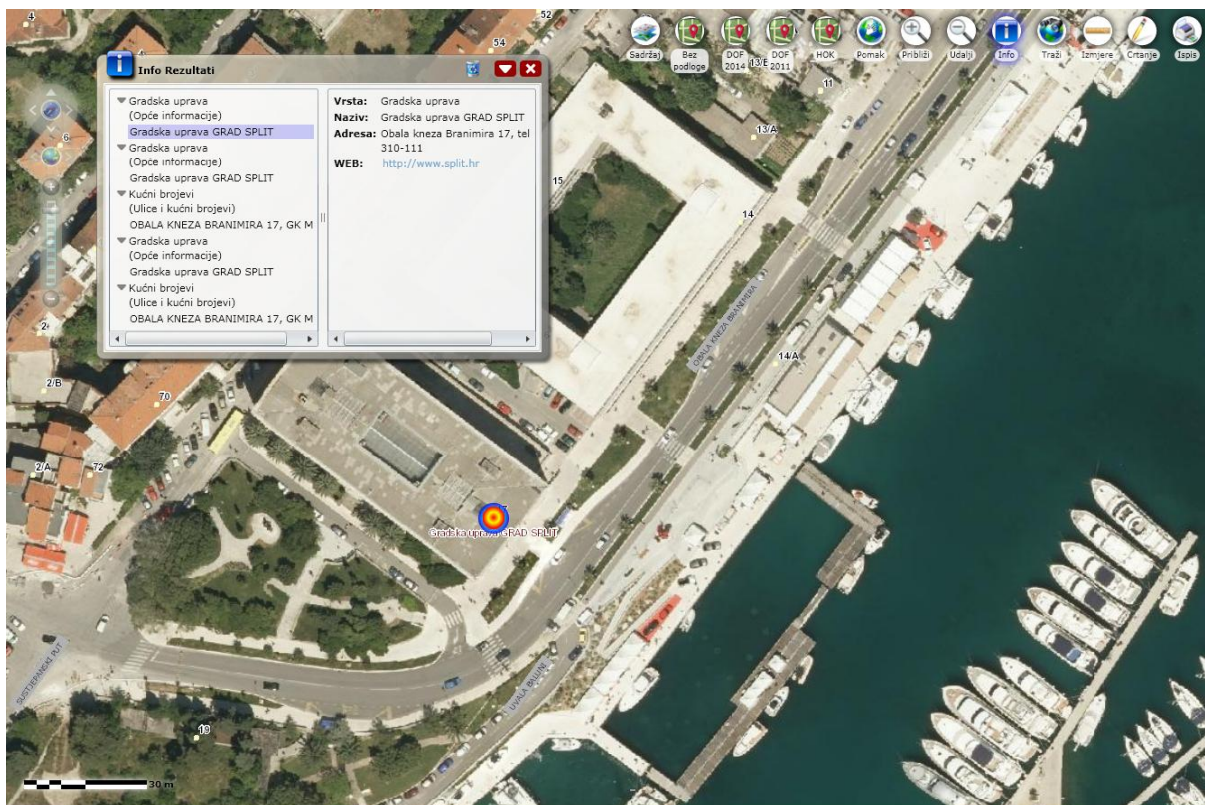 4
52
54
Sadržaj
Bez podloge
DOF 2014
DOF 2011
HOK
Pomak
Približi
Udalji
Info
Traži
Izmjere
Crtanje
Ispis
13/E
11
13/A
15
14
14/A
6
2/B
70
2/A
72
19
Info Rezultati
Gradska uprava
(Opće informacije)
Gradska uprava GRAD SPLIT
Gradska uprava
(Opće informacije)
Gradska uprava GRAD SPLIT
Kućni brojevi
(Ulice i kućni brojevi)
OBALA KNEZA BRANIMIRA 17, GK M
Gradska uprava
(Opće informacije)
Gradska uprava GRAD SPLIT
Kućni brojevi
(Ulice i kućni brojevi)
OBALA KNEZA BRANIMIRA 17, GK M
Vrsta: Gradska uprava
Naziv: Gradska uprava GRAD SPLIT
Adresa: Obala kneza Branimira 17, tel
310-111
WEB: http://www.split.hr
OBALA KNEZA BRANIMIRA
Gradska uprava GRAD SPLIT
SUSTJEPANSKI PUT
UVALA BALUNI
30 m